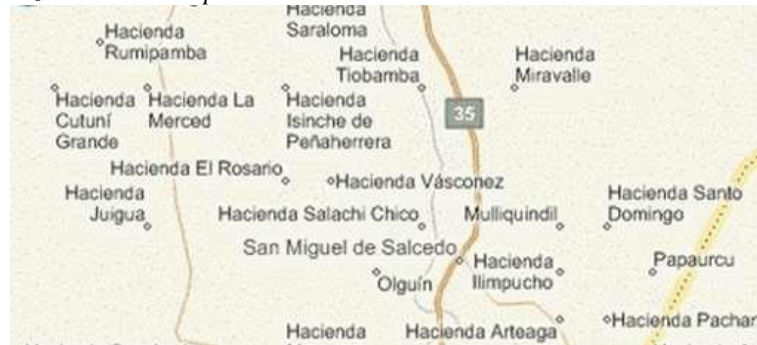 Hacienda
Saraloma
Hacienda
Rumipamba
Hacienda
Tiobamba
Hacienda
Miravalle
Hacienda
Cutuní
Grande
Hacienda La
Merced
Hacienda
Isinche de
Peñaherrera
35
Hacienda El Rosario
Hacienda Vásconez
Hacienda
Juigua
Hacienda Salachi Chico
Mulliquindil
Hacienda Santo
Domingo
San Miguel de Salcedo
Hacienda
Ilimpucho
Papaurcu
Olguín
Hacienda
Hacienda Arteaga
Hacienda Pachar